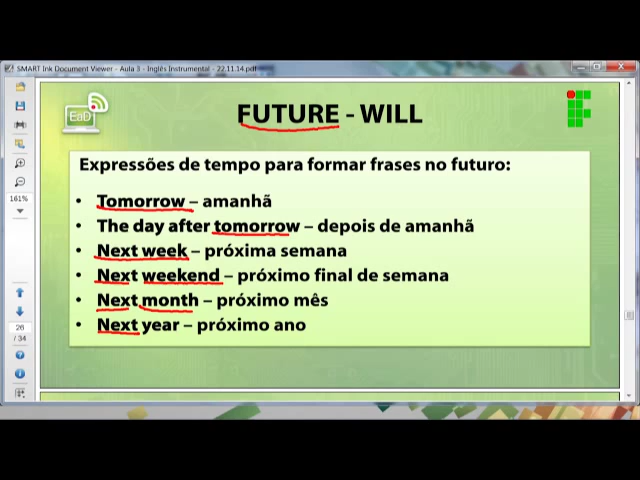 SMART Ink Document Viewer - Aula 3 - Inglês Instrumental - 22.11.14.pdf
EaD
FUTURE - WILL
Expressões de tempo para formar frases no futuro:
• Tomorrow – amanhã
• The day after tomorrow – depois de amanhã
• Next week – próxima semana
• Next weekend – próximo final de semana
• Next month – próximo mês
• Next year – próximo ano
161%
26
/ 34